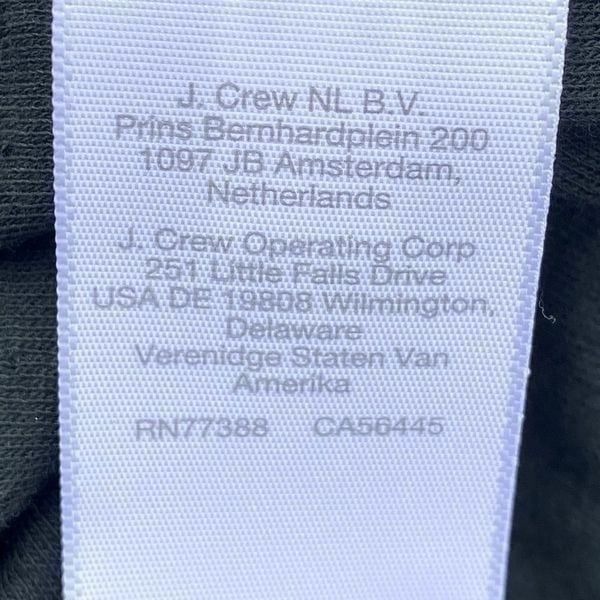 J. Crew NL B.V.
Prins Bernhardplein 200
1097 JB Amsterdam,
Netherlands
J. Crew Operating Corp
251 Little Falls Drive
USA DE 19808 Wilmington,
Delaware
Verenidge Staten Van
Amerika
RN77388 CA56445